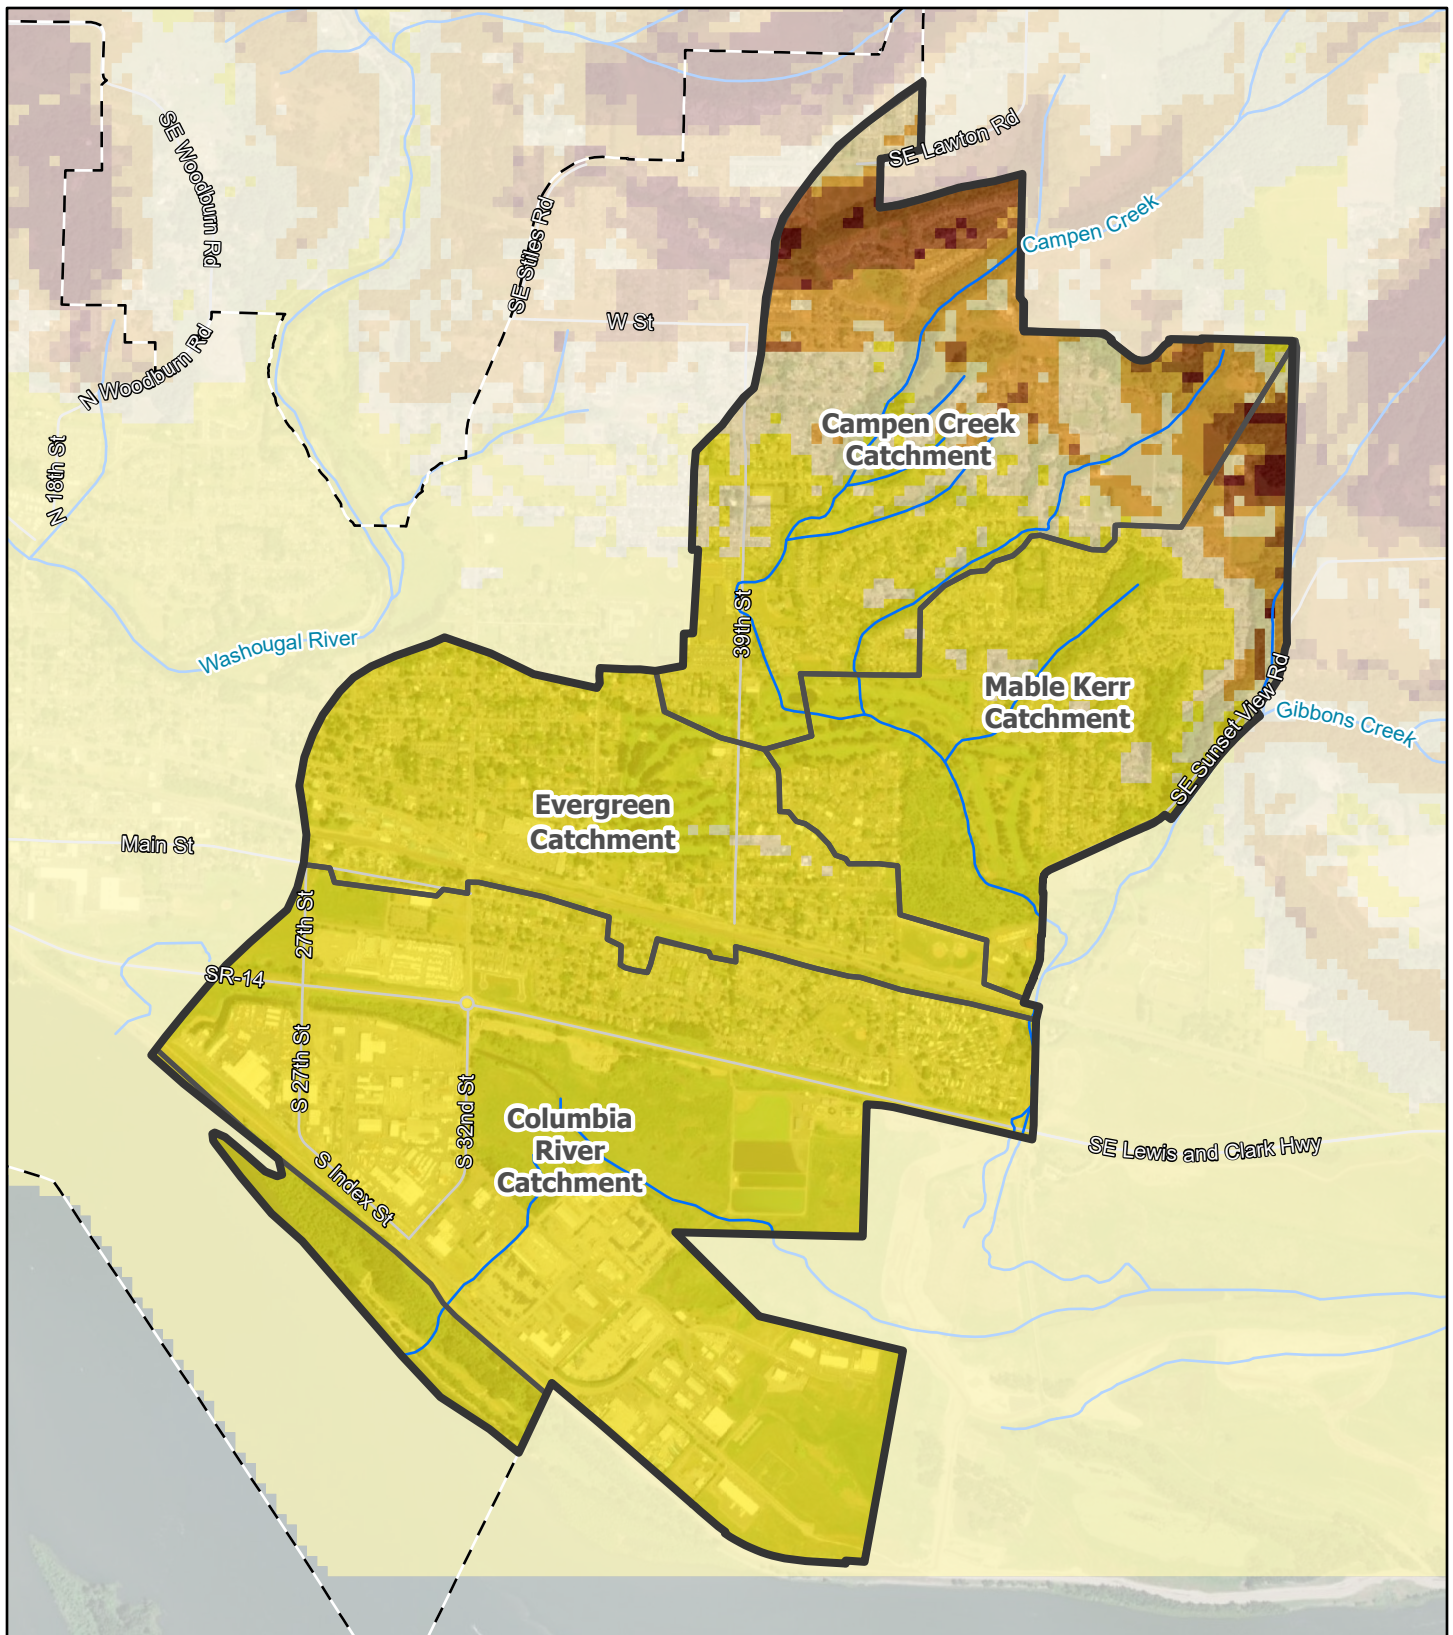 SE Woodburn Rd
SE Lawton Rd
Campen Creek
SE Stiles Rd
W St
N Woodburn Rd
N 18th St
Campen Creek
Catchment
39th St
Washougal River
Mable Kerr
Catchment
SE Sunset View Rd
Gibbons Creek
Evergreen
Catchment
Main St
27th St
SR-14
S 27th St
S 32nd St
Columbia
River
Catchment
S Index St
SE Lewis and Clark Hwy